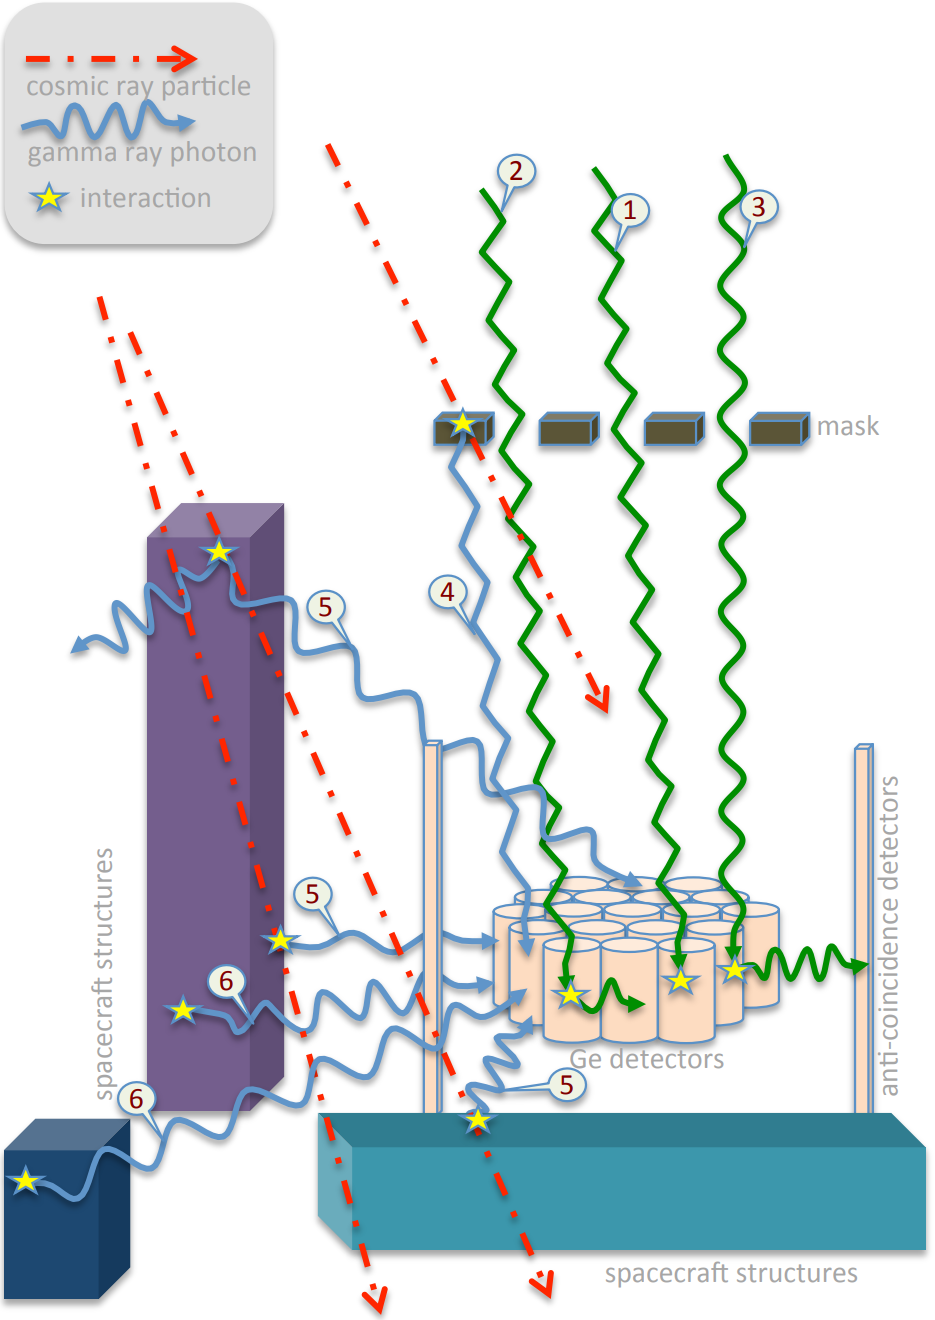 cosmic ray particle
gamma ray photon
interaction
2
1
3
mask
5
4
spacecraft structures
anti-coincidence detectors
5
6
Ge detectors
5
6
spacecraft structures